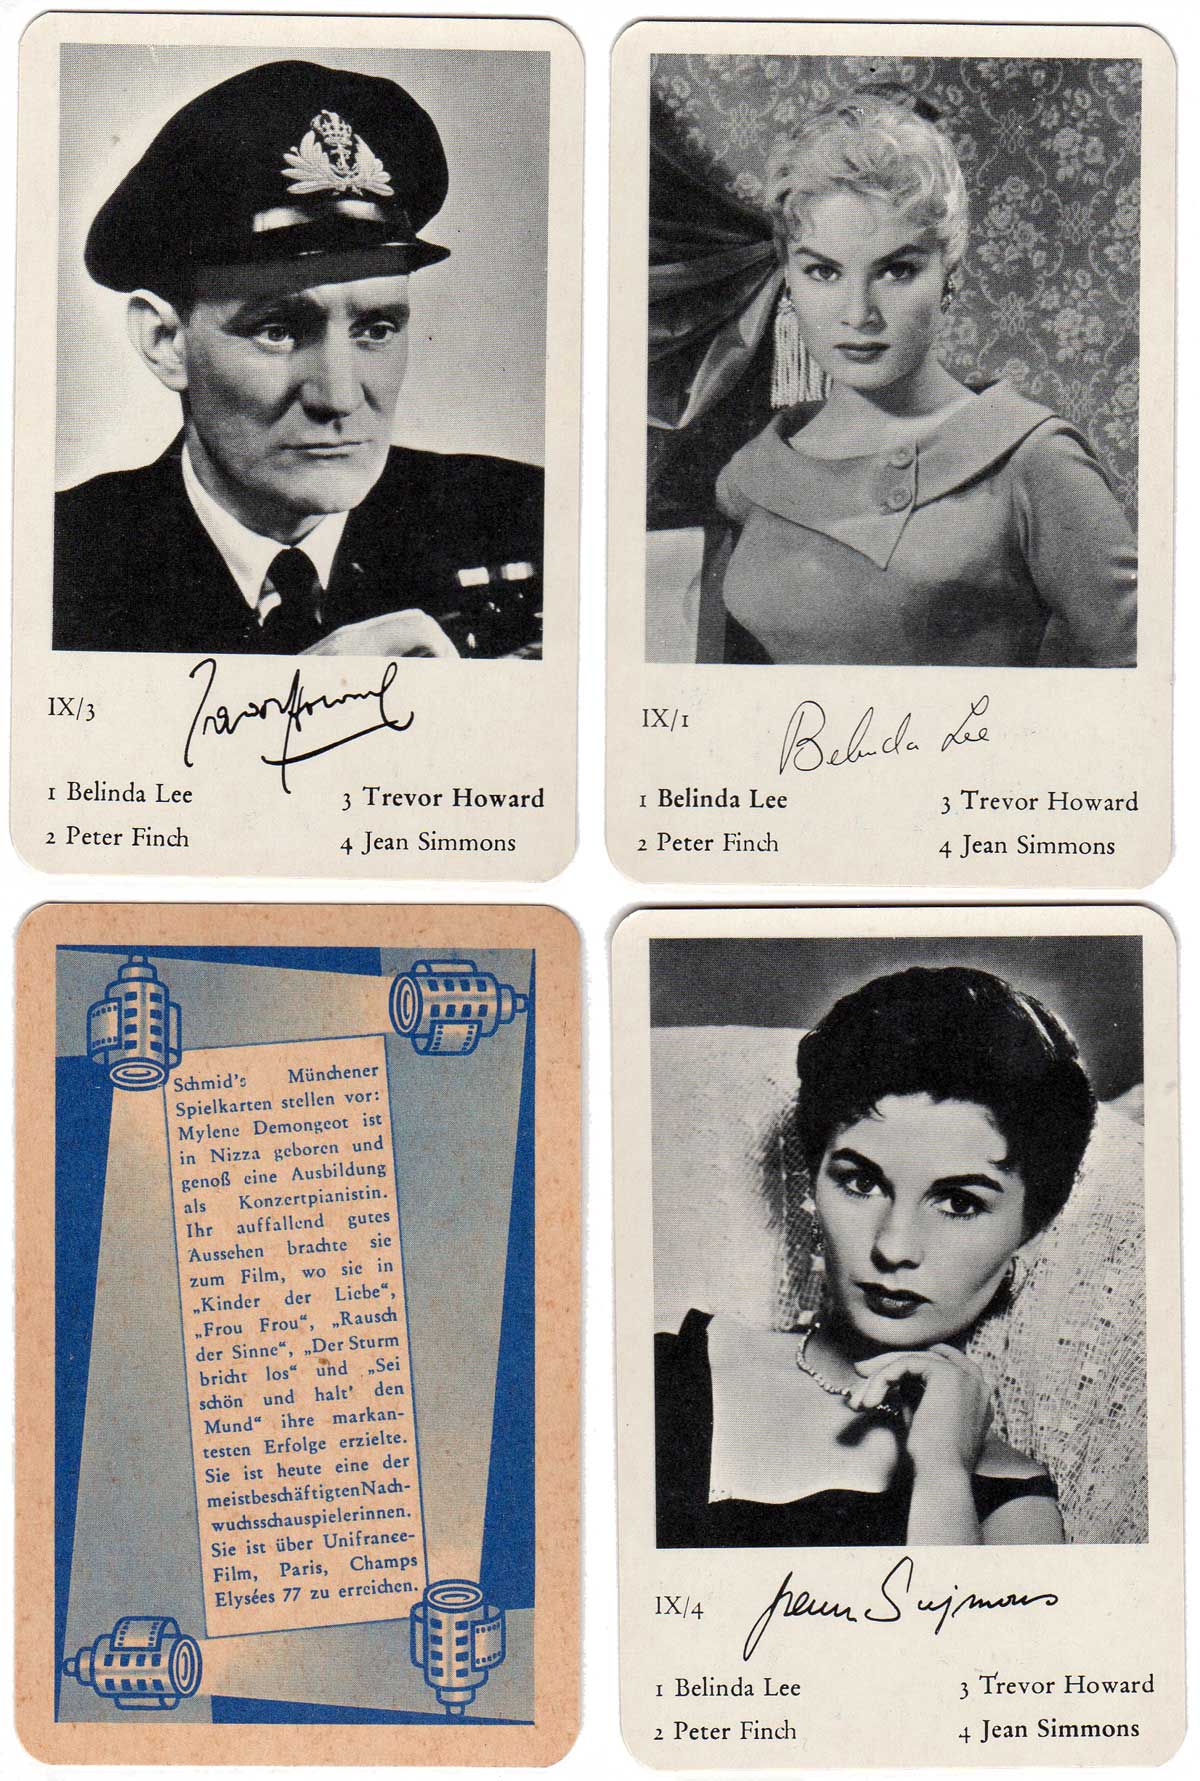 Trevor Howard
IX/3
1 Belinda Lee
3 Trevor Howard
2 Peter Finch
4 Jean Simmons
Belinda Lee
IX/1
1 Belinda Lee
3 Trevor Howard
2 Peter Finch
4 Jean Simmons
Schmid's Münchener
Spielkarten stellen vor:
Mylene Demongeot ist
in Nizza geboren und
genoß eine Ausbildung
als Konzertpianistin.
Ihr auffallend gutes
Aussehen brachte sie
zum Film, wo sie in
„Kinder der Liebe“,
„Frou Frou“, „Rausch
der Sinne“, „Der Sturm
bricht los“ und „Sei
schön und halt' den
Mund“ ihre markan-
testen Erfolge erzielte.
Sie ist heute eine der
meistbeschäftigten Nach-
wuchsschauspielerinnen.
Sie ist über Unifrance-
Film, Paris, Champs
Elysées 77 zu erreichen.
Jean Simmons
IX/4
1 Belinda Lee
3 Trevor Howard
2 Peter Finch
4 Jean Simmons